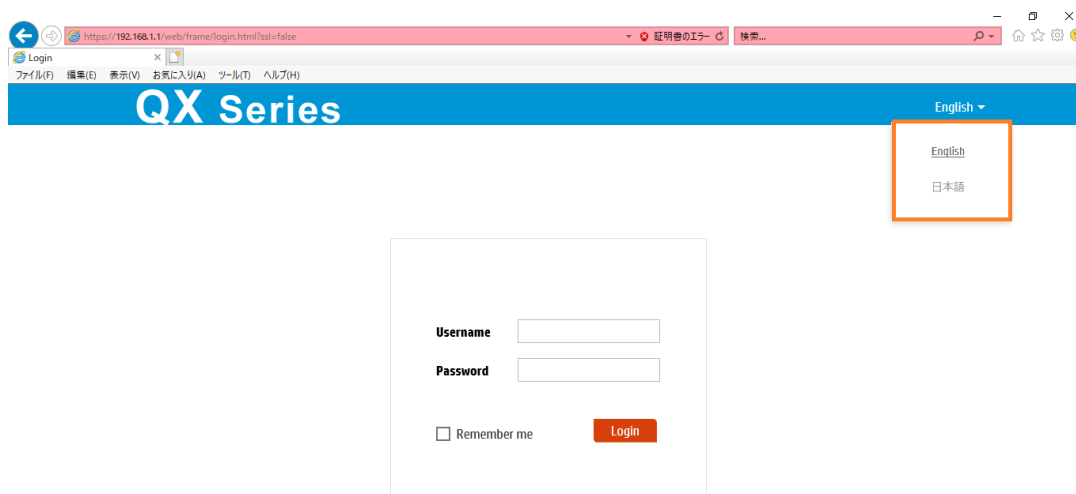 https://192.168.1.1/web/frame/login.html?ssl=false 証明書のエラー 検索...
Login
ファイル(F) 編集(E) 表示(V) お気に入り(A) ツール(T) ヘルプ(H)
QX Series English
English
日本語
Username
Password
Remember me Login